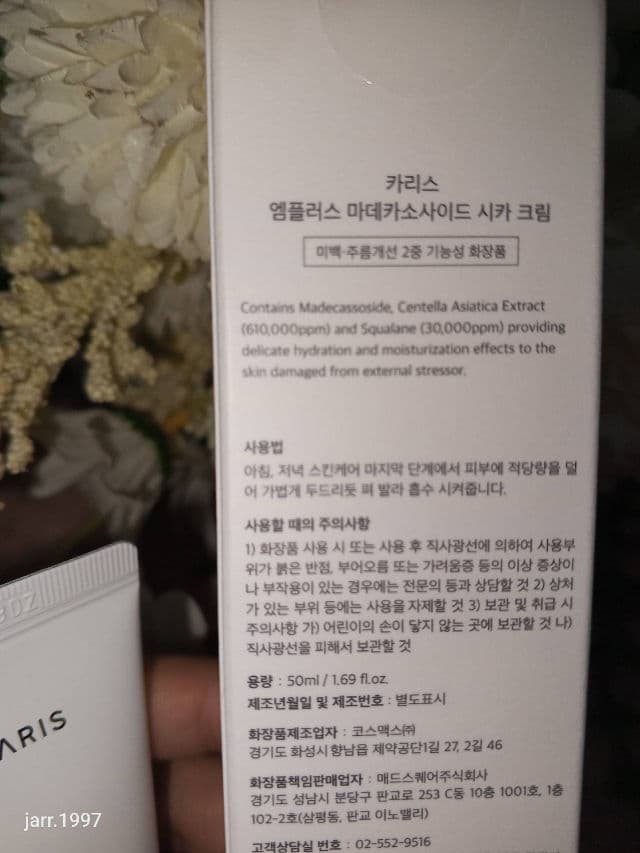 카리스
엠플러스 마데카소사이드 시카 크림
미백·주름개선 2중 기능성 화장품
Contains Madecassoside, Centella Asiatica Extract
(610,000ppm) and Squalane (30,000ppm) providing
delicate hydration and moisturization effects to the
skin damaged from external stressor.
사용법
아침, 저녁 스킨케어 마지막 단계에서 피부에 적당량을 덜
어 가볍게 두드리듯 펴 발라 흡수 시켜줍니다.
사용할 때의 주의사항
1) 화장품 사용 시 또는 사용 후 직사광선에 의하여 사용부
위가 붉은 반점, 부어오름 또는 가려움증 등의 이상 증상이
나 부작용이 있는 경우에는 전문의 등과 상담할 것 2) 상처
가 있는 부위 등에는 사용을 자제할 것 3) 보관 및 취급 시
주의사항 가) 어린이의 손이 닿지 않는 곳에 보관할 것 나)
직사광선을 피해서 보관할 것
용량 : 50ml / 1.69 fl.oz.
제조년월일 및 제조번호 : 별도표시
화장품제조업자 : 코스맥스㈜
경기도 화성시 향남읍 제약공단1길 27, 2길 46
화장품책임판매업자 : 매드스퀘어주식회사
경기도 성남시 분당구 판교로 253 C동 10층 1001호, 1층
102-2호(삼평동, 판교 이노밸리)
고객상담실 번호 : 02-552-9516
ARIS
jarr.1997